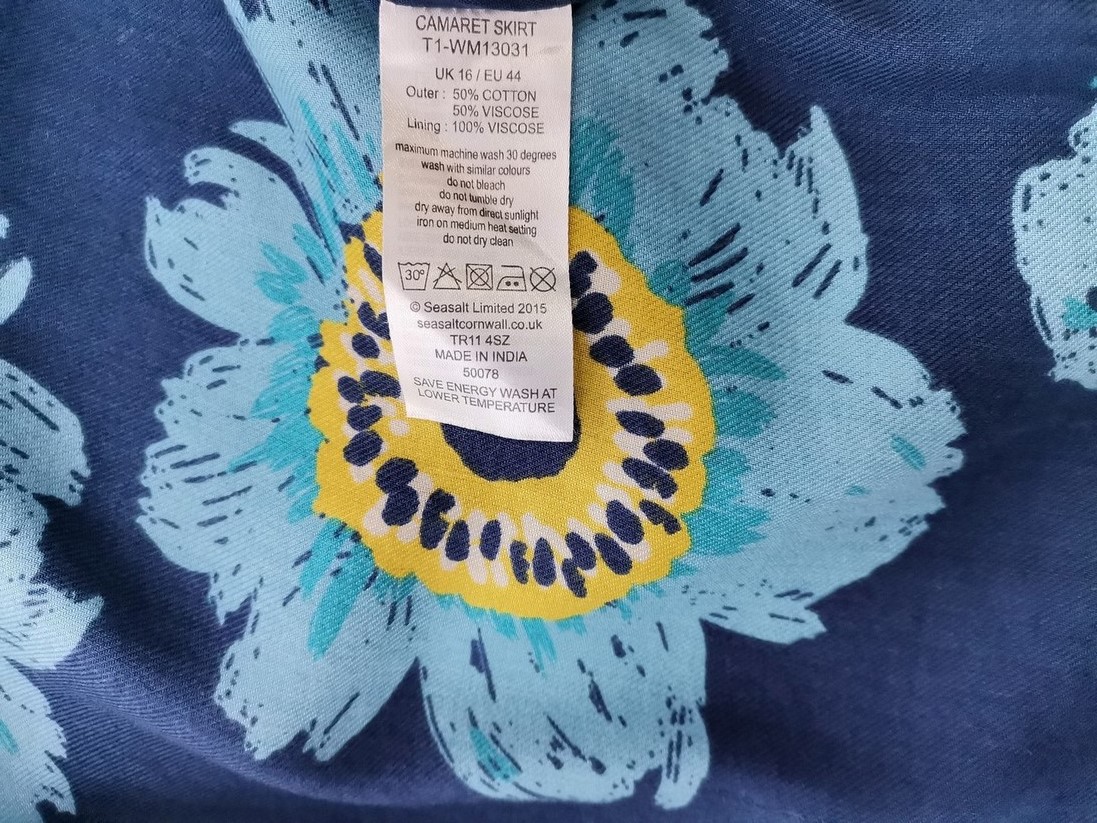 CAMARET SKIRT
T1-WM13031
UK 16 / EU 44
Outer : 50% COTTON
50% VISCOSE
Lining : 100% VISCOSE
maximum machine wash 30 degrees
wash with similar colours
do not bleach
do not tumble dry
dry away from direct sunlight
iron on medium heat setting
do not dry clean
30°
© Seasalt Limited 2015
seasaltcornwall.co.uk
TR11 4SZ
MADE IN INDIA
50078
SAVE ENERGY WASH AT
LOWER TEMPERATURE